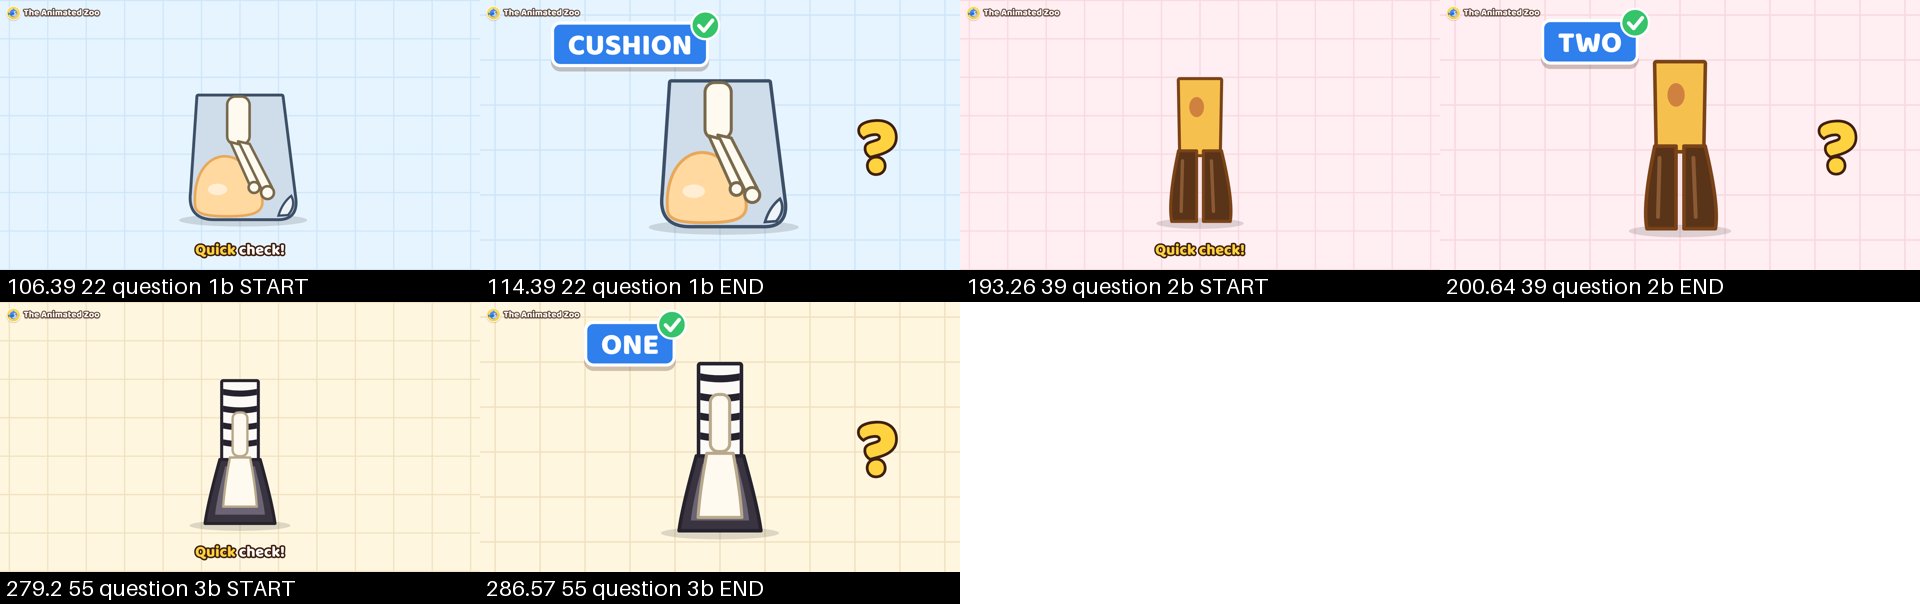 The Animated Zoo
Quick check!
106.39 22 question 1b START
The Animated Zoo
CUSHION
?
114.39 22 question 1b END
The Animated Zoo
Quick check!
193.26 39 question 2b START
The Animated Zoo
TWO
?
200.64 39 question 2b END
The Animated Zoo
Quick check!
279.2 55 question 3b START
The Animated Zoo
ONE
?
286.57 55 question 3b END